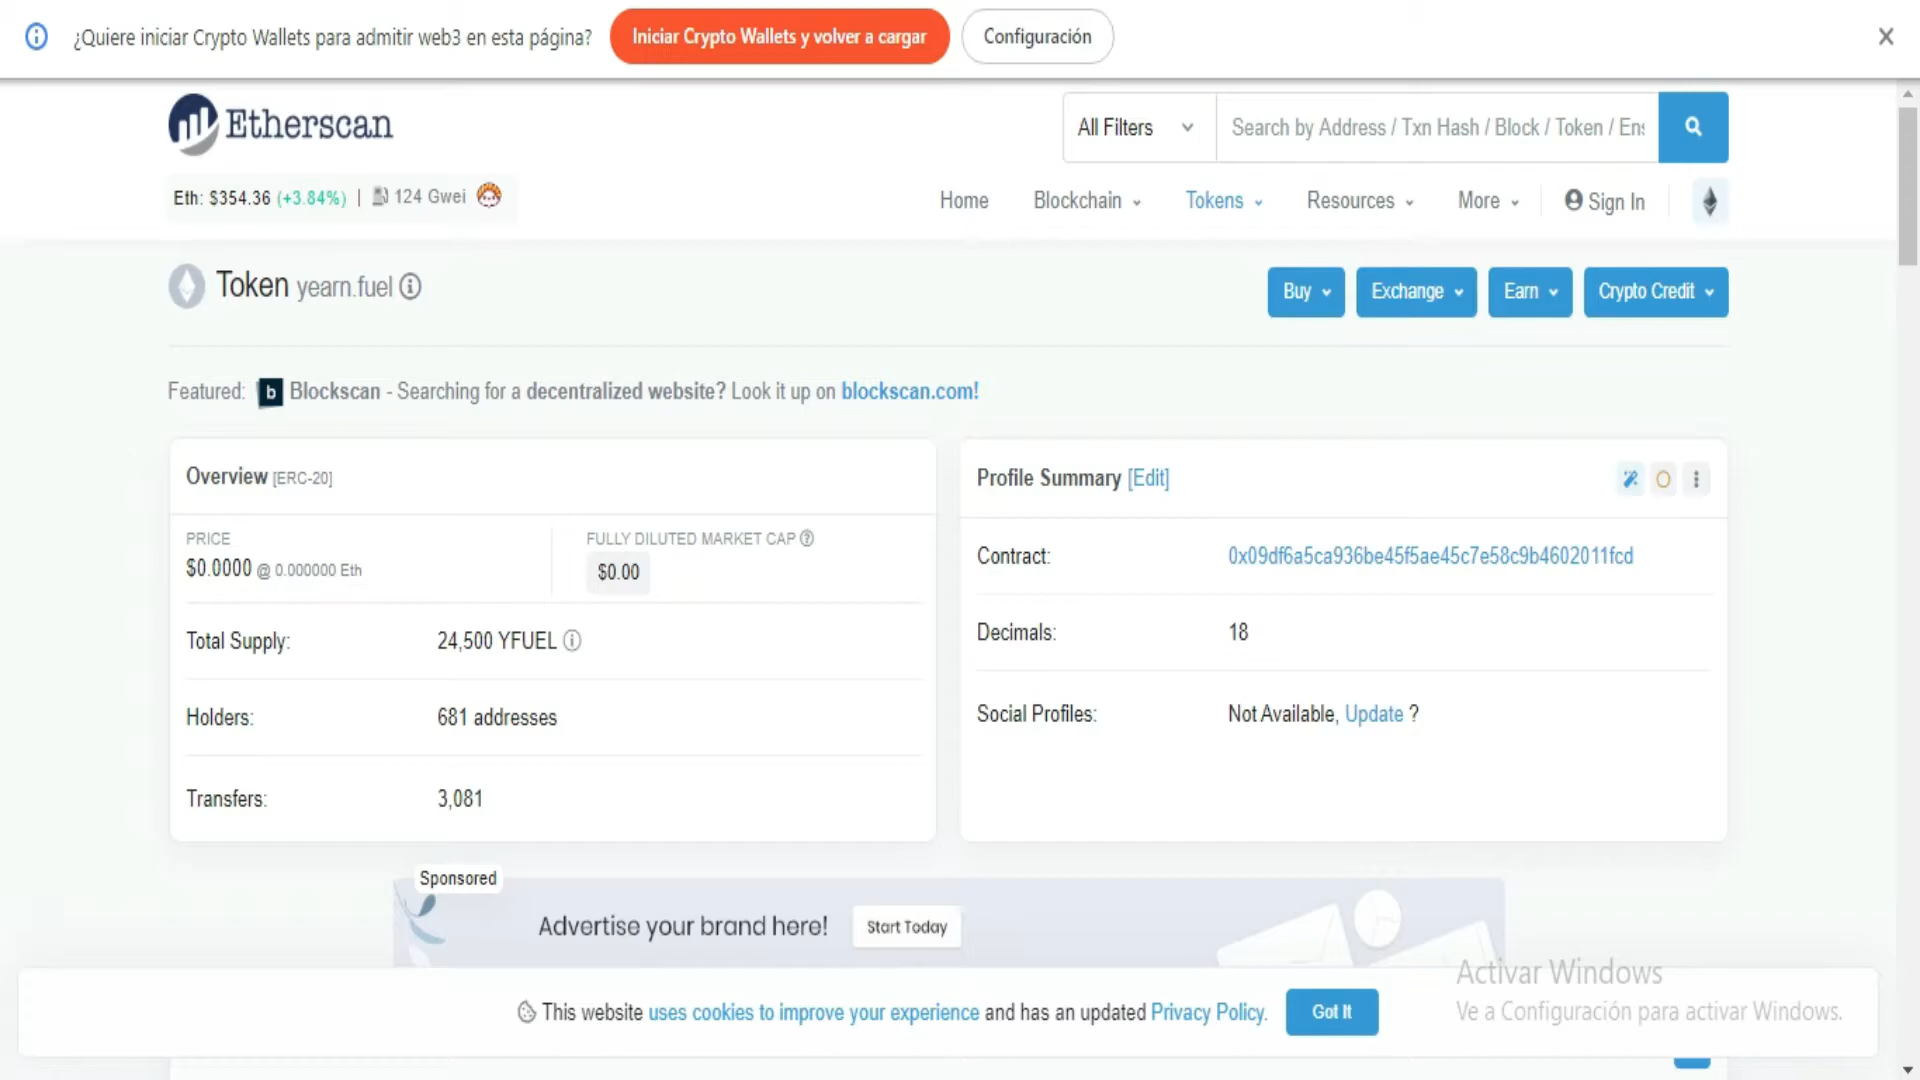 ¿Quiere iniciar Crypto Wallets para admitir web3 en esta página? Iniciar Crypto Wallets y volver a cargar Configuración
Etherscan
All Filters Search by Address / Txn Hash / Block / Token / Ens
Eth: $354.36 (+3.84%) | 124 Gwei
Home Blockchain Tokens Resources More Sign In
Token yearn.fuel
Buy Exchange Earn Crypto Credit
Featured: b Blockscan - Searching for a decentralized website? Look it up on blockscan.com!
Overview [ERC-20]
PRICE
$0.0000 @ 0.000000 Eth
FULLY DILUTED MARKET CAP
$0.00
Total Supply: 24,500 YFUEL
Holders: 681 addresses
Transfers: 3,081
Profile Summary [Edit]
Contract: 0x09df6a5ca936be45f5ae45c7e58c9b4602011fcd
Decimals: 18
Social Profiles: Not Available, Update ?
Sponsored
Advertise your brand here! Start Today
This website uses cookies to improve your experience and has an updated Privacy Policy. Got It
Activar Windows
Ve a Configuración para activar Windows.